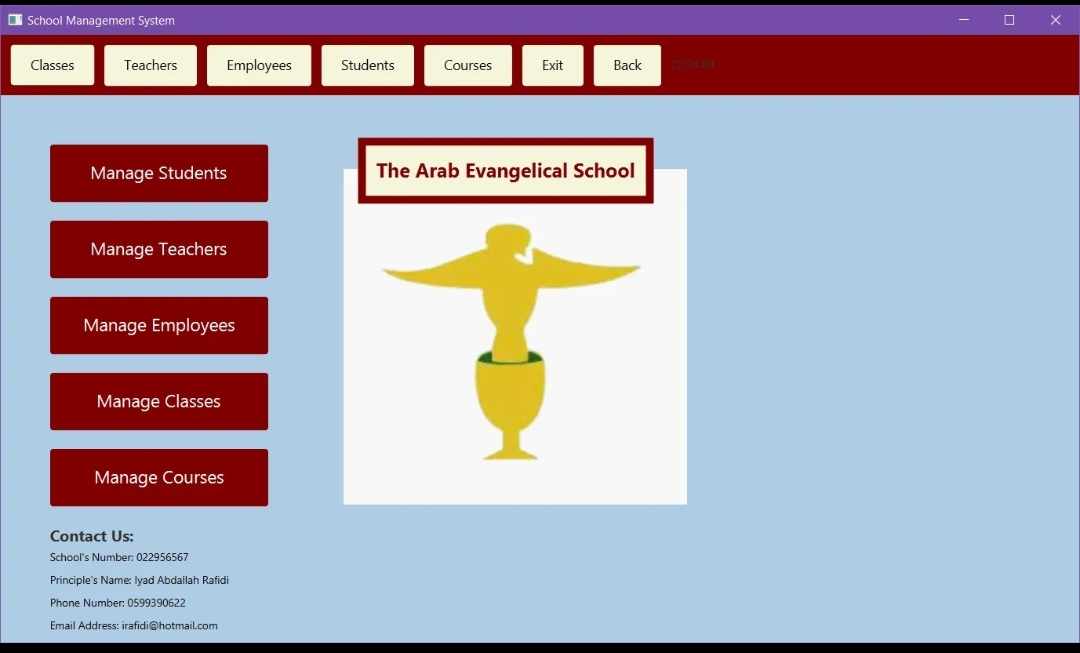 School Management System
Classes Teachers Employees Students Courses Exit Back
The Arab Evangelical School
Manage Students
Manage Teachers
Manage Employees
Manage Classes
Manage Courses
Contact Us:
School's Number: 022956567
Principle's Name: Iyad Abdallah Rafidi
Phone Number: 0599390622
Email Address: irafidi@hotmail.com